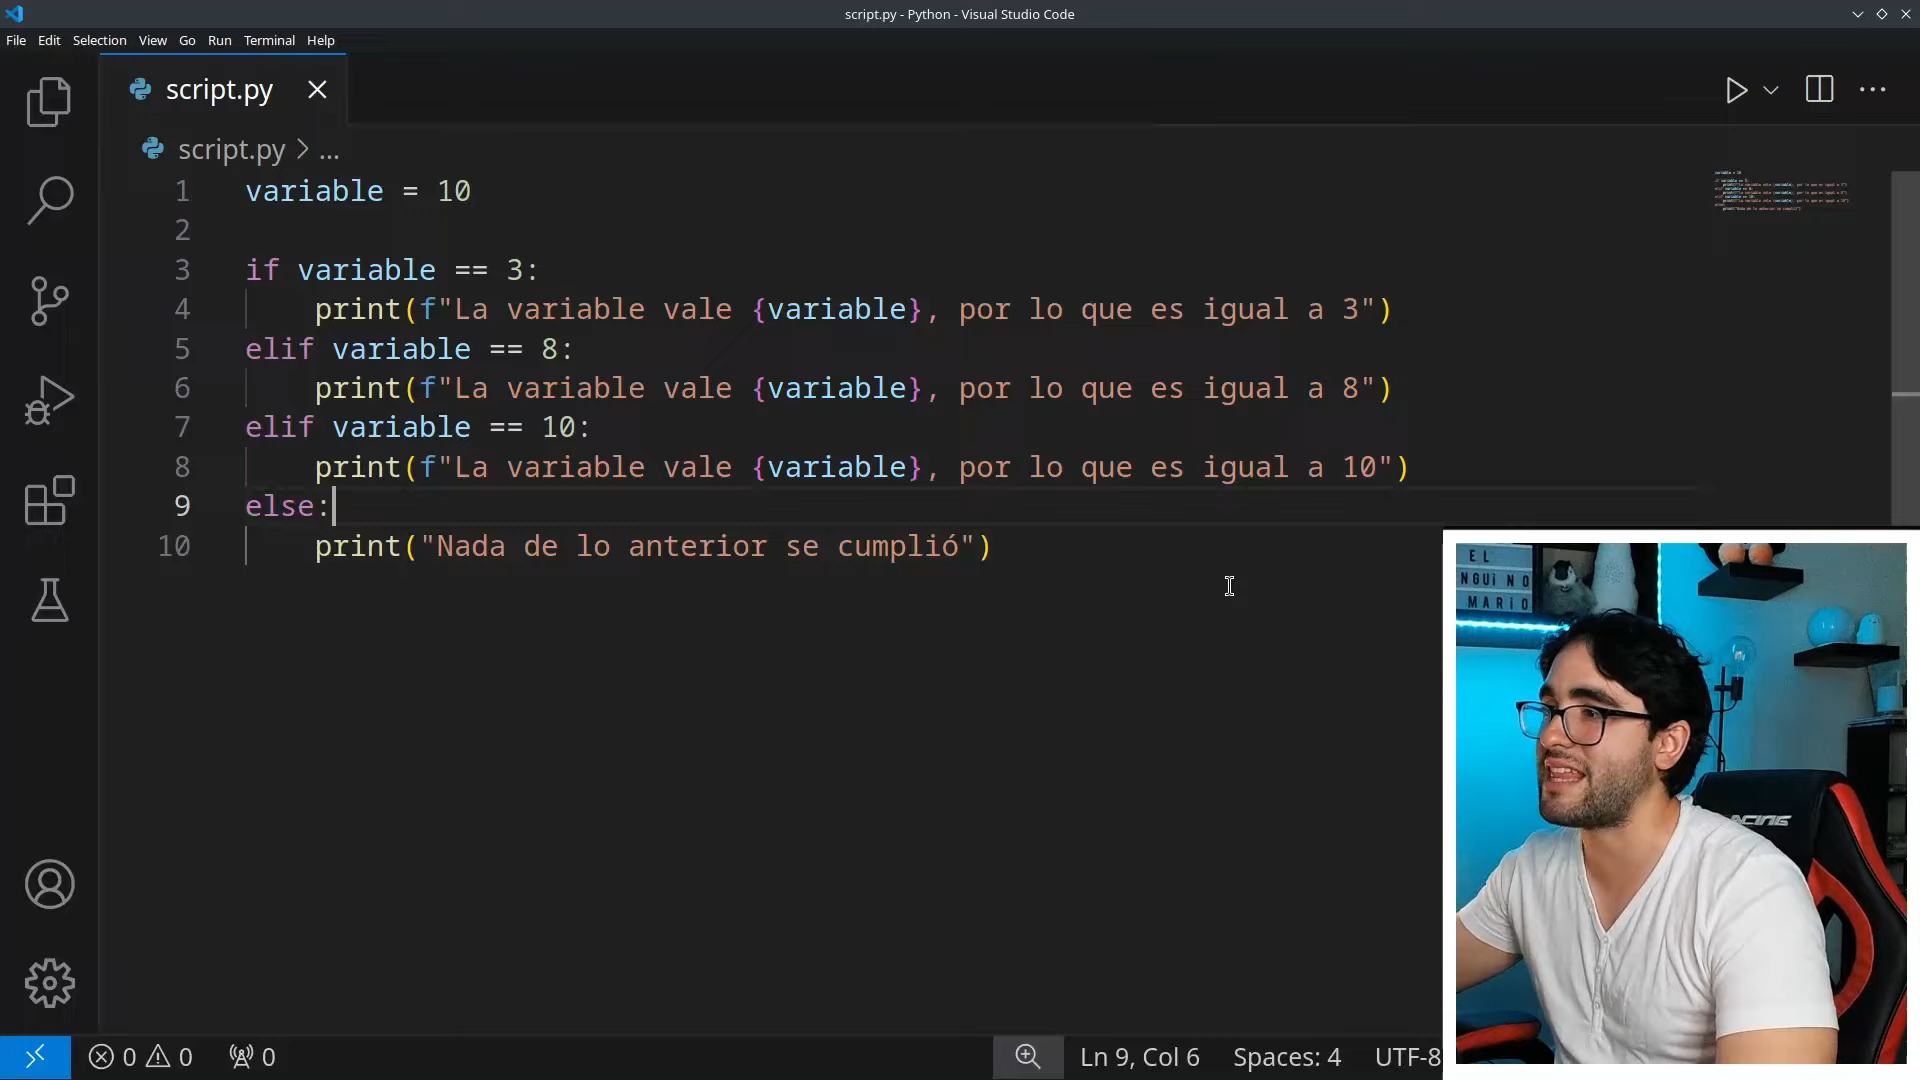 script.py - Python - Visual Studio Code
File Edit Selection View Go Run Terminal Help
script.py
script.py > ...
1 variable = 10
2
3 if variable == 3:
4 print(f"La variable vale {variable}, por lo que es igual a 3")
5 elif variable == 8:
6 print(f"La variable vale {variable}, por lo que es igual a 8")
7 elif variable == 10:
8 print(f"La variable vale {variable}, por lo que es igual a 10")
9 else:
10 print("Nada de lo anterior se cumplió")
EL
NGUiNO
MARiO
ACING
0 0 0 Ln 9, Col 6 Spaces: 4 UTF-8